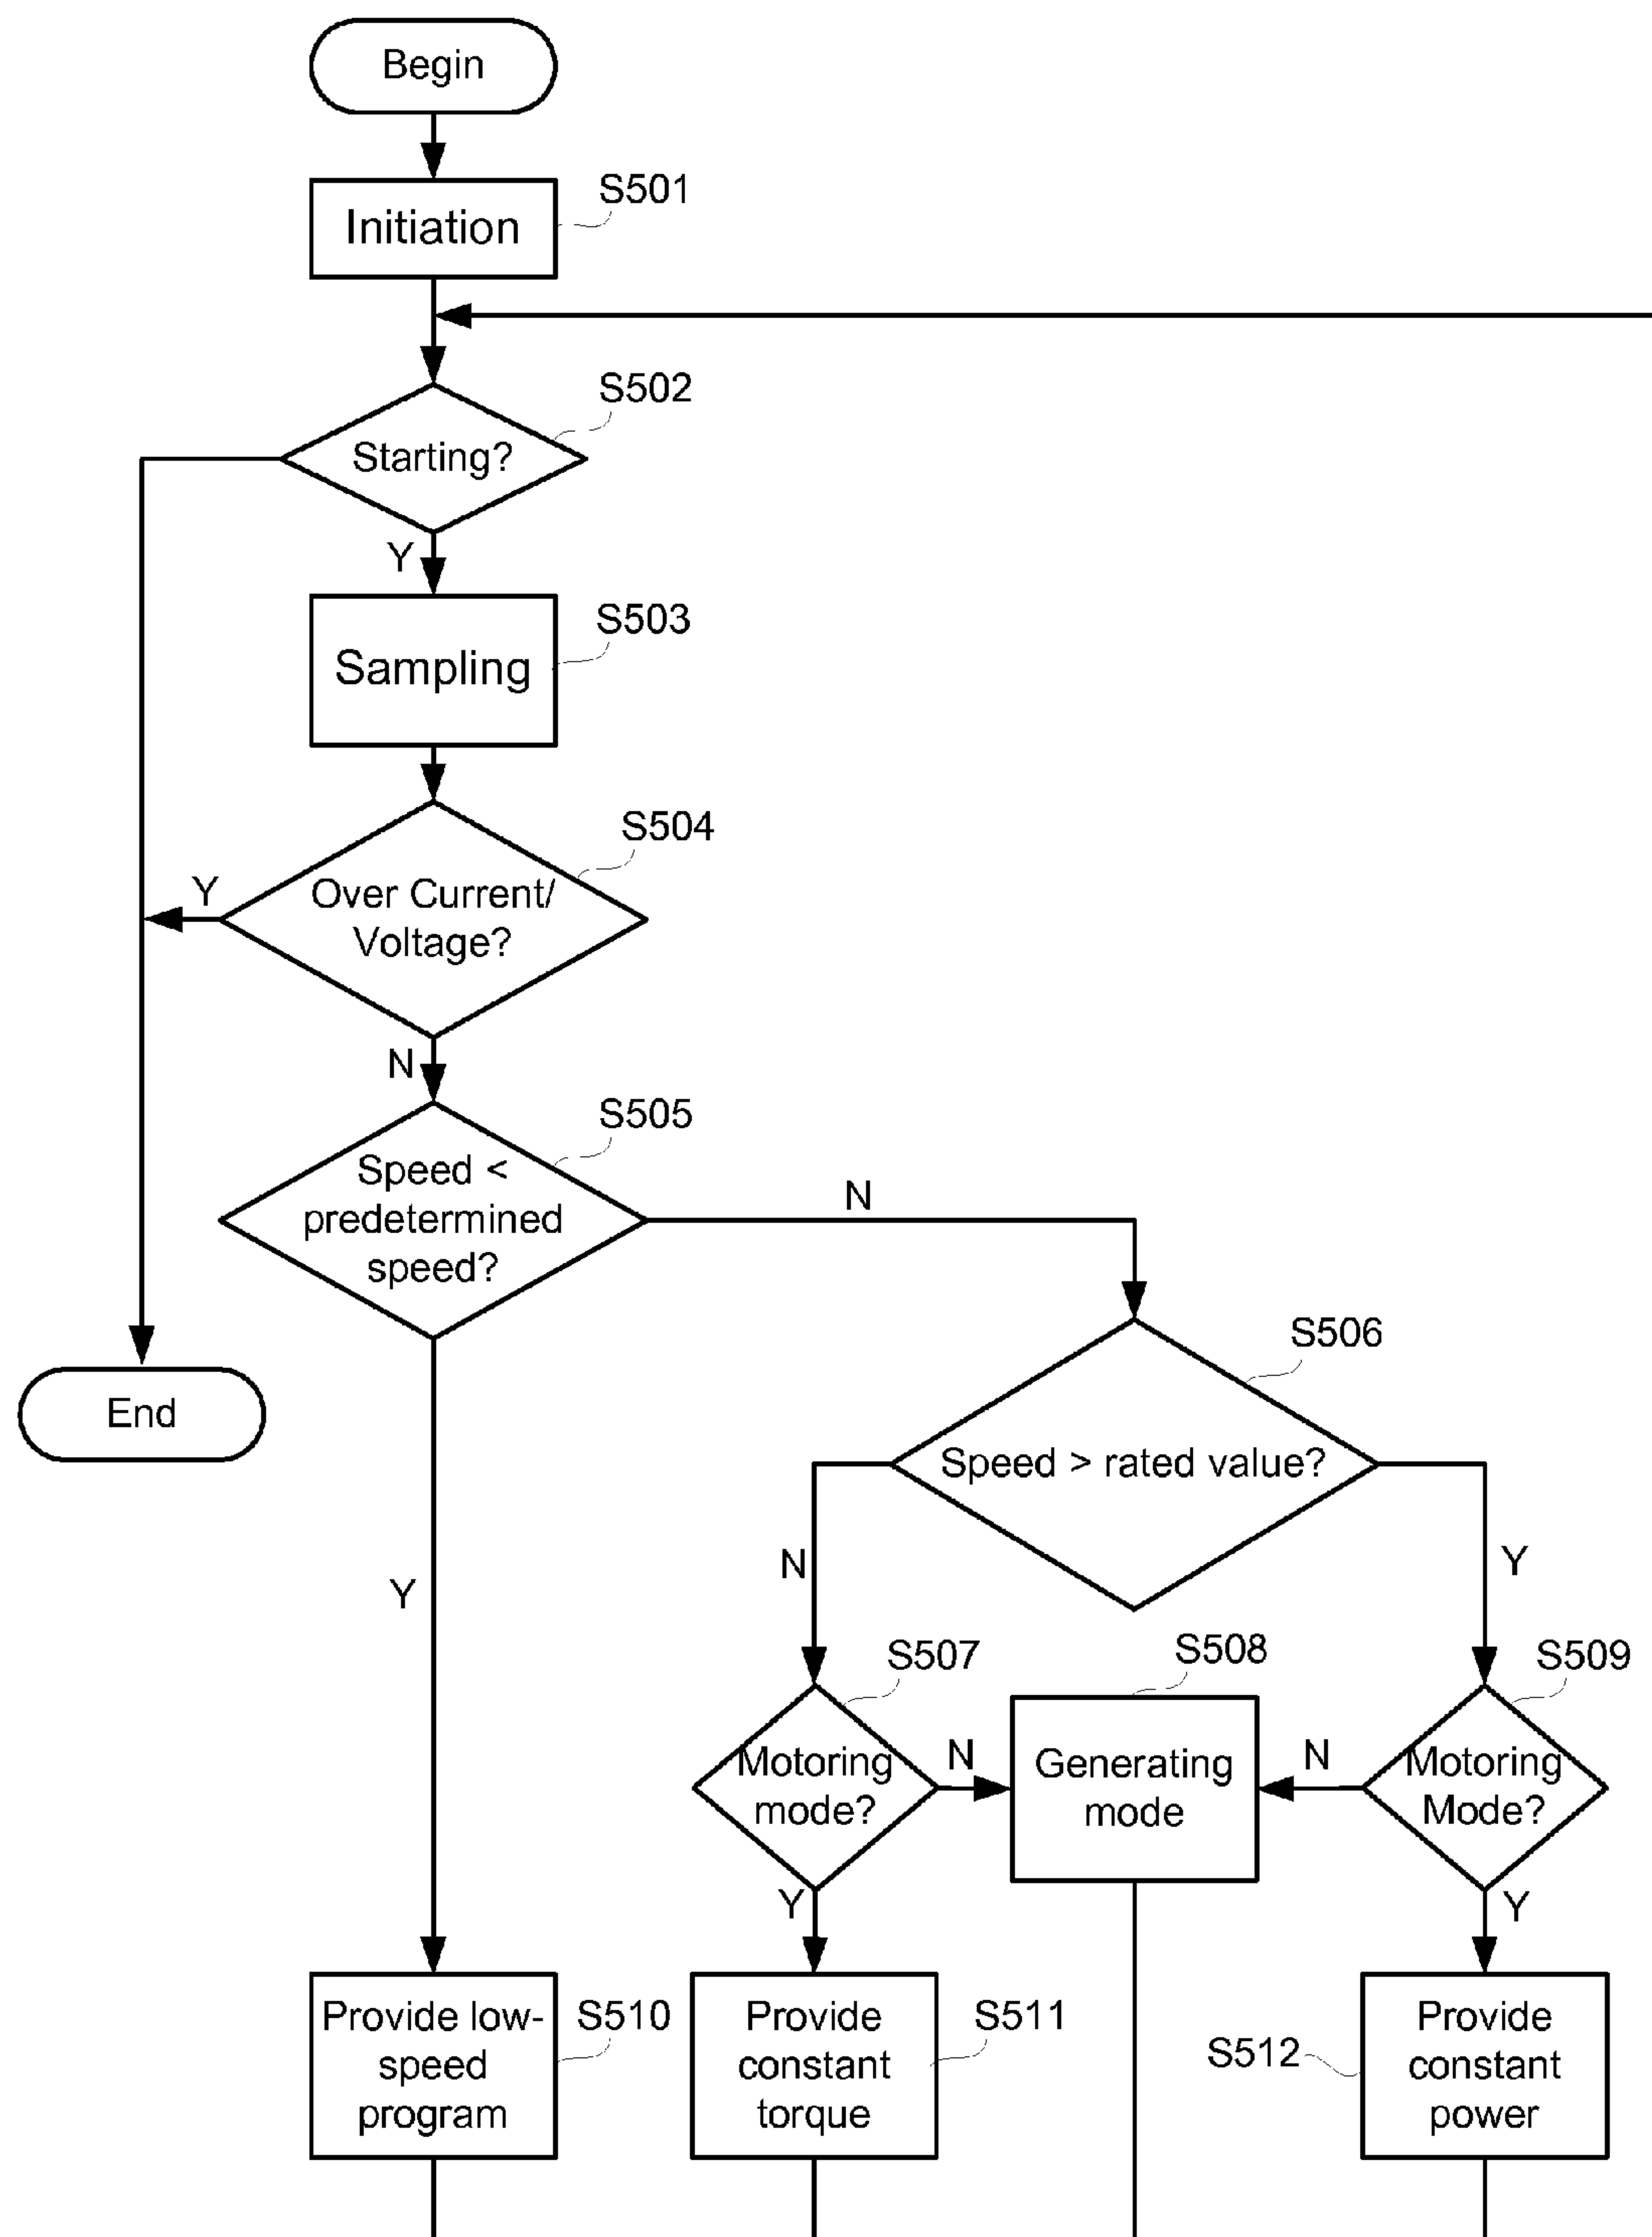 Begin
Initiation
S501
Starting?
S502
Y
Sampling
S503
Over Current/
Voltage?
S504
Y
N
Speed <
predetermined
speed?
S505
N
Y
End
Speed > rated value?
S506
N
Y
Motoring
mode?
S507
N
Y
Generating
mode
S508
Motoring
Mode?
S509
N
Y
Provide low-
speed
program
S510
Provide
constant
torque
S511
Provide
constant
power
S512